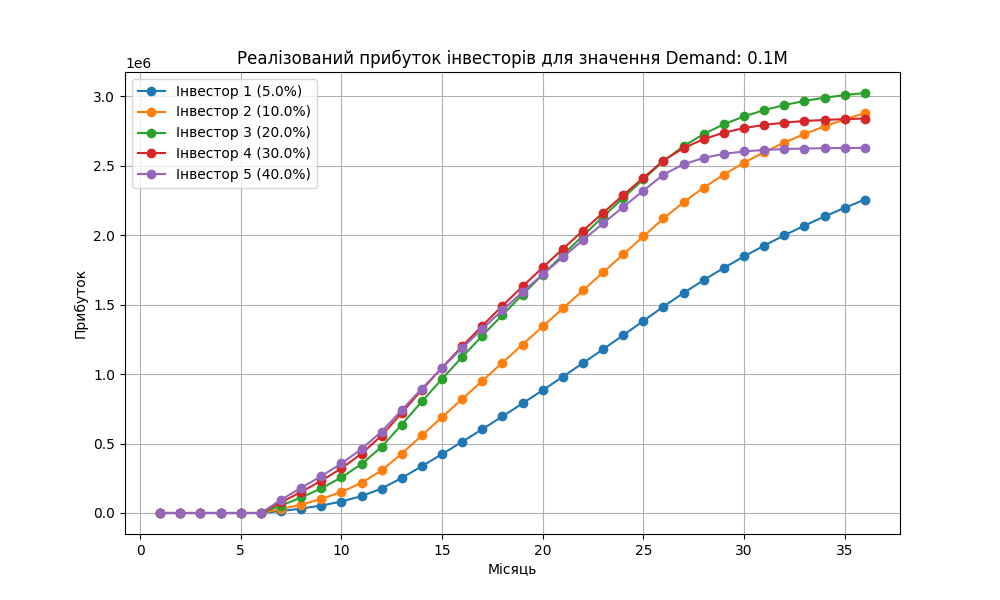 Реалізований прибуток інвесторів для значення Demand: 0.1M
1e6
Інвестор 1 (5.0%)
Інвестор 2 (10.0%)
Інвестор 3 (20.0%)
Інвестор 4 (30.0%)
Інвестор 5 (40.0%)
3.0
2.5
2.0
1.5
1.0
0.5
0.0
Прибуток
0 5 10 15 20 25 30 35
Місяць